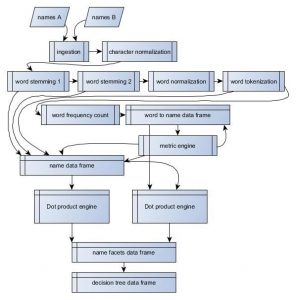 names A
names B
ingestion
character normalization
word stemming 1
word stemming 2
word normalization
word tokenization
word frequency count
word to name data frame
metric engine
name data frame
Dot product engine
Dot product engine
name facets data frame
decision tree data frame